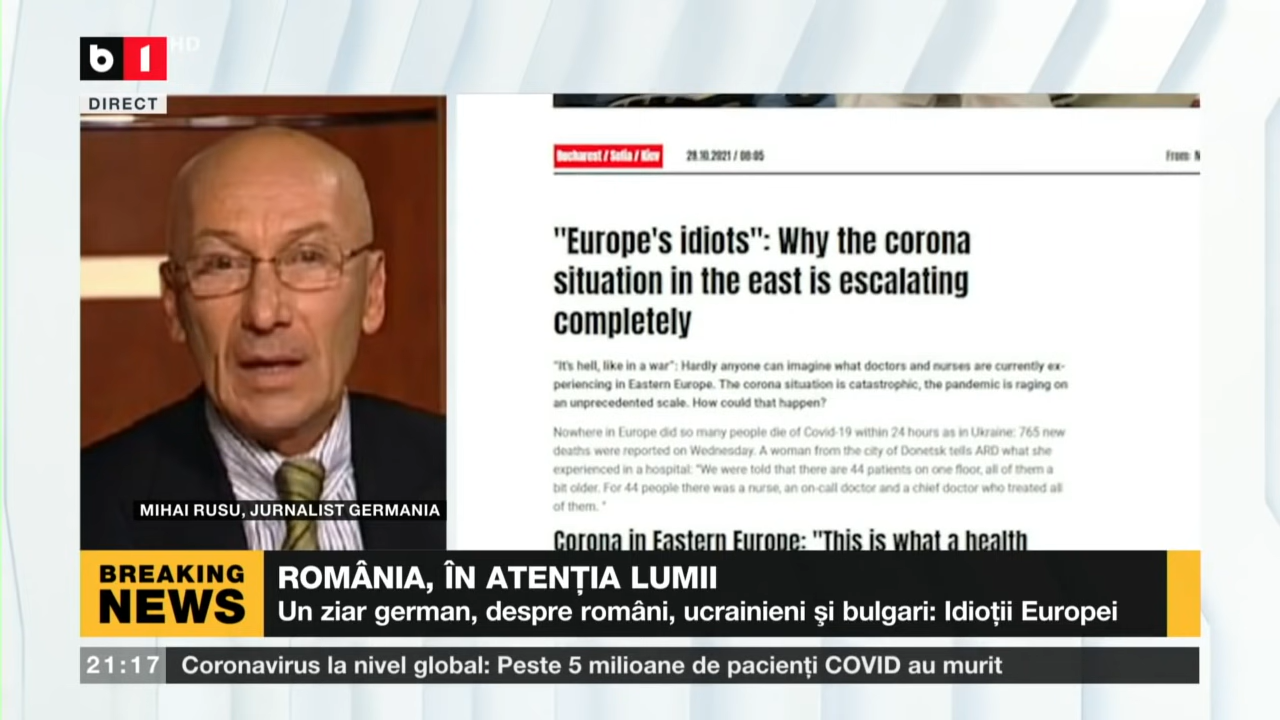 b1 HD
DIRECT
Bucharest / Sofia / Kiev 28.10.2021 / 08:05 From:
"Europe's idiots": Why the corona
situation in the east is escalating
completely
"It's hell, like in a war": Hardly anyone can imagine what doctors and nurses are currently ex-
periencing in Eastern Europe. The corona situation is catastrophic, the pandemic is raging on
an unprecedented scale. How could that happen?
Nowhere in Europe did so many people die of Covid-19 within 24 hours as in Ukraine: 765 new
deaths were reported on Wednesday. A woman from the city of Donetsk tells ARD what she
experienced in a hospital: "We were told that there are 44 patients on one floor, all of them a
bit older. For 44 people there was a nurse, an on-call doctor and a chief doctor who treated all
of them. "
Corona in Eastern Europe: "This is what a health
MIHAI RUSU, JURNALIST GERMANIA
BREAKING
NEWS
ROMÂNIA, ÎN ATENȚIA LUMII
Un ziar german, despre români, ucrainieni şi bulgari: Idioții Europei
21:17 Coronavirus la nivel global: Peste 5 milioane de pacienți COVID au murit